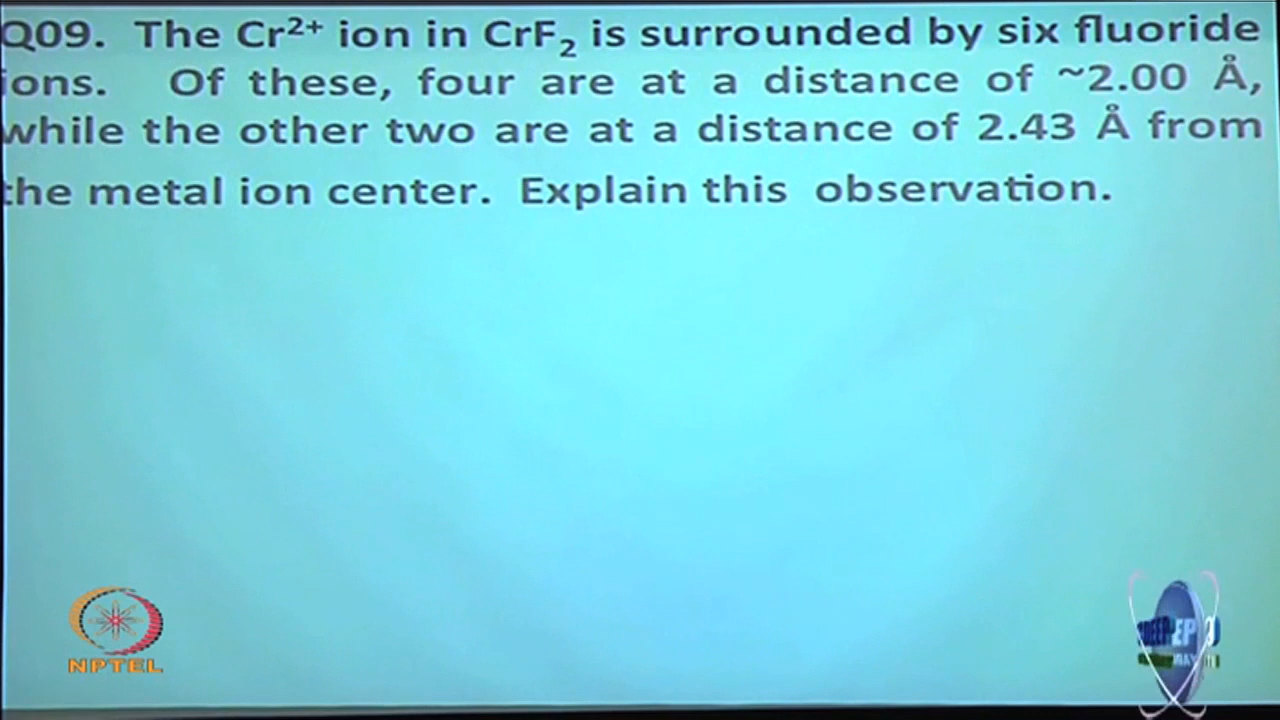 Q09. The Cr²⁺ ion in CrF₂ is surrounded by six fluoride
ions. Of these, four are at a distance of ~2.00 Å,
while the other two are at a distance of 2.43 Å from
the metal ion center. Explain this observation.
NPTEL